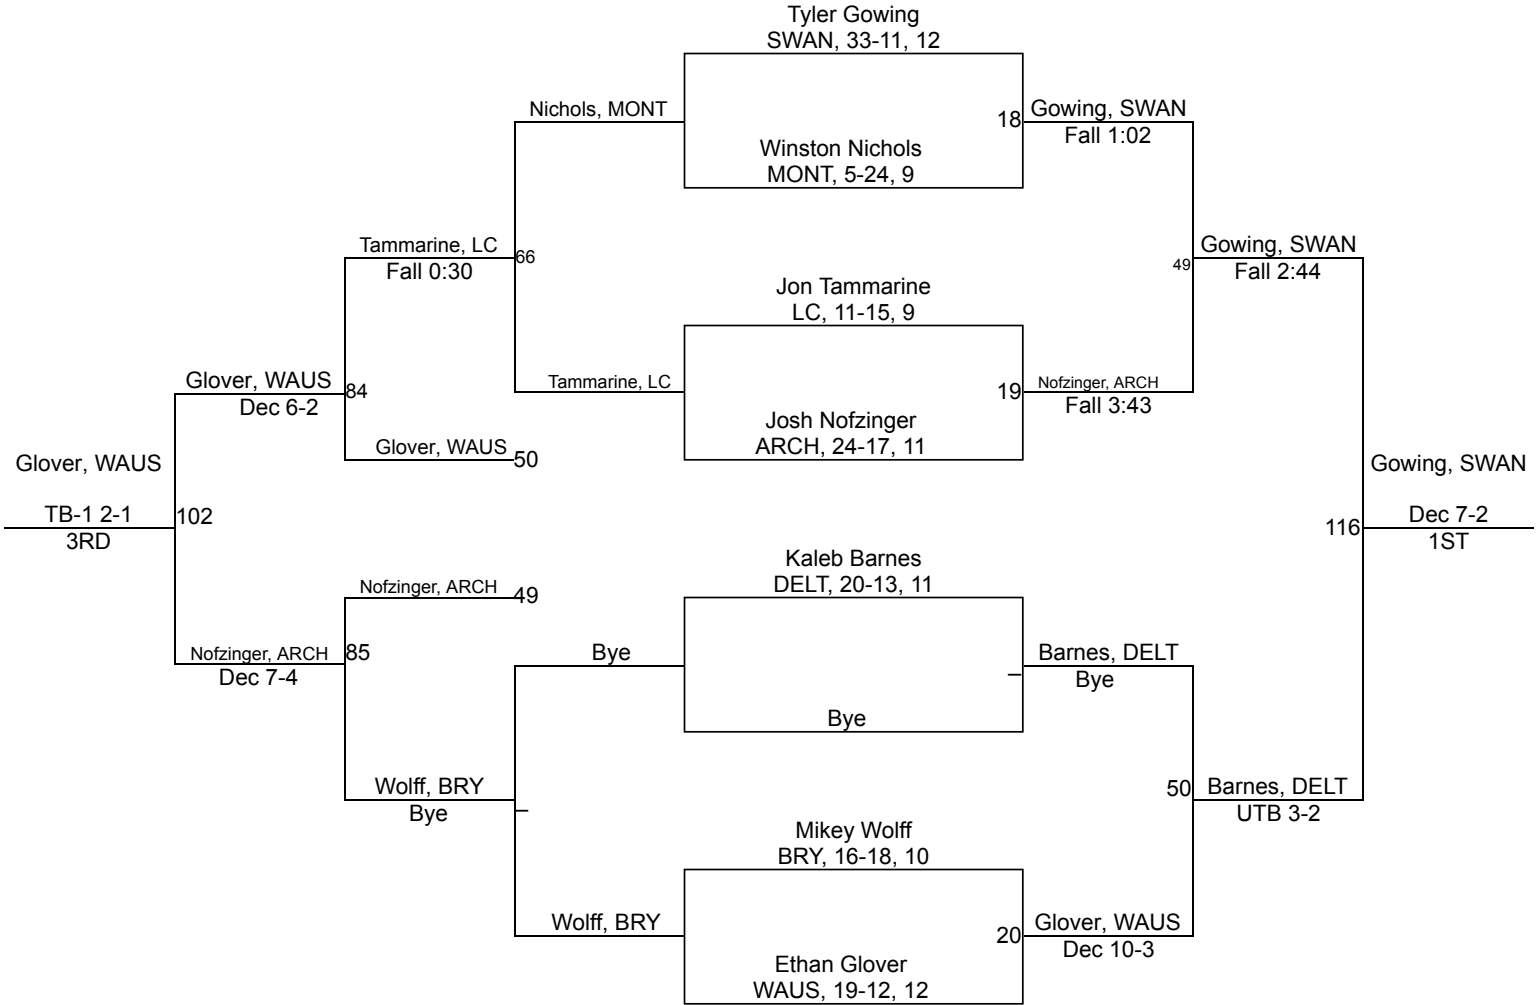 Tyler Gowing
SWAN, 33-11, 12
Nichols, MONT
18
Gowing, SWAN
Fall 1:02
Winston Nichols
MONT, 5-24, 9
Tammarine, LC
Fall 0:30
66
49
Gowing, SWAN
Fall 2:44
Jon Tammarine
LC, 11-15, 9
Glover, WAUS
Dec 6-2
84
Tammarine, LC
19
Nofzinger, ARCH
Fall 3:43
Josh Nofzinger
ARCH, 24-17, 11
Glover, WAUS
50
Glover, WAUS
TB-1 2-1
3RD
102
Gowing, SWAN
116
Dec 7-2
1ST
Kaleb Barnes
DELT, 20-13, 11
Nofzinger, ARCH
49
Nofzinger, ARCH
Dec 7-4
85
Bye
–
Barnes, DELT
Bye
Bye
Wolff, BRY
Bye
–
50
Barnes, DELT
UTB 3-2
Mikey Wolff
BRY, 16-18, 10
Wolff, BRY
20
Glover, WAUS
Dec 10-3
Ethan Glover
WAUS, 19-12, 12